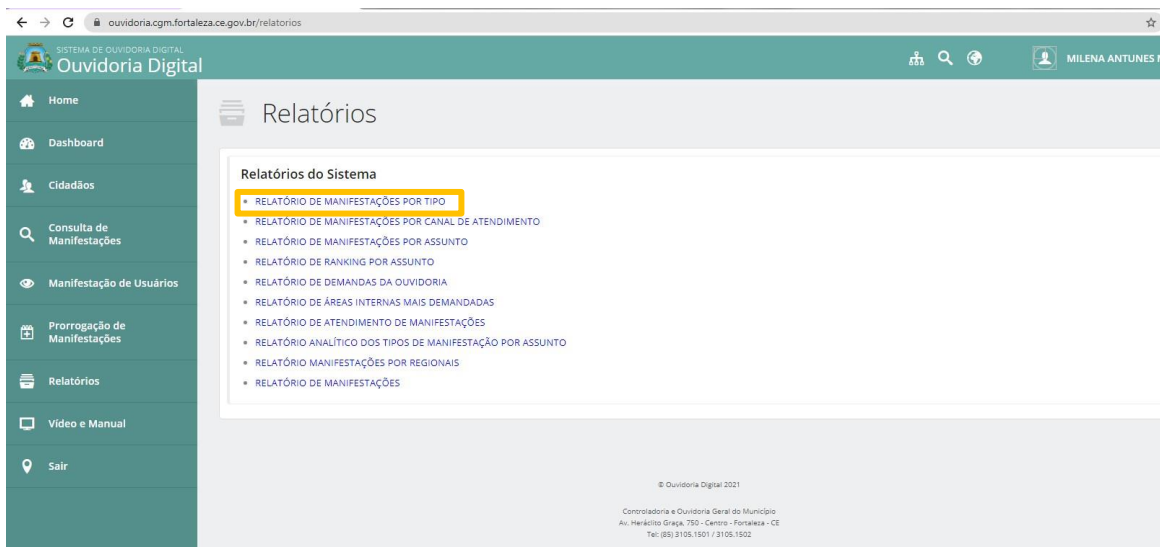 ouvidoria.cgm.fortaleza.ce.gov.br/relatorios
SISTEMA DE OUVIDORIA DIGITAL
Ouvidoria Digital
MILENA ANTUNES
Home
Dashboard
Cidadãos
Consulta de
Manifestações
Manifestação de Usuários
Prorrogação de
Manifestações
Relatórios
Vídeo e Manual
Sair
Relatórios
Relatórios do Sistema
RELATÓRIO DE MANIFESTAÇÕES POR TIPO
RELATÓRIO DE MANIFESTAÇÕES POR CANAL DE ATENDIMENTO
RELATÓRIO DE MANIFESTAÇÕES POR ASSUNTO
RELATÓRIO DE RANKING POR ASSUNTO
RELATÓRIO DE DEMANDAS DA OUVIDORIA
RELATÓRIO DE ÁREAS INTERNAS MAIS DEMANDADAS
RELATÓRIO DE ATENDIMENTO DE MANIFESTAÇÕES
RELATÓRIO ANALÍTICO DOS TIPOS DE MANIFESTAÇÃO POR ASSUNTO
RELATÓRIO MANIFESTAÇÕES POR REGIONAIS
RELATÓRIO DE MANIFESTAÇÕES
© Ouvidoria Digital 2021
Controladoria e Ouvidoria Geral do Município
Av. Heráclito Graça, 750 - Centro - Fortaleza - CE
Tel: (85) 3105.1501 / 3105.1502